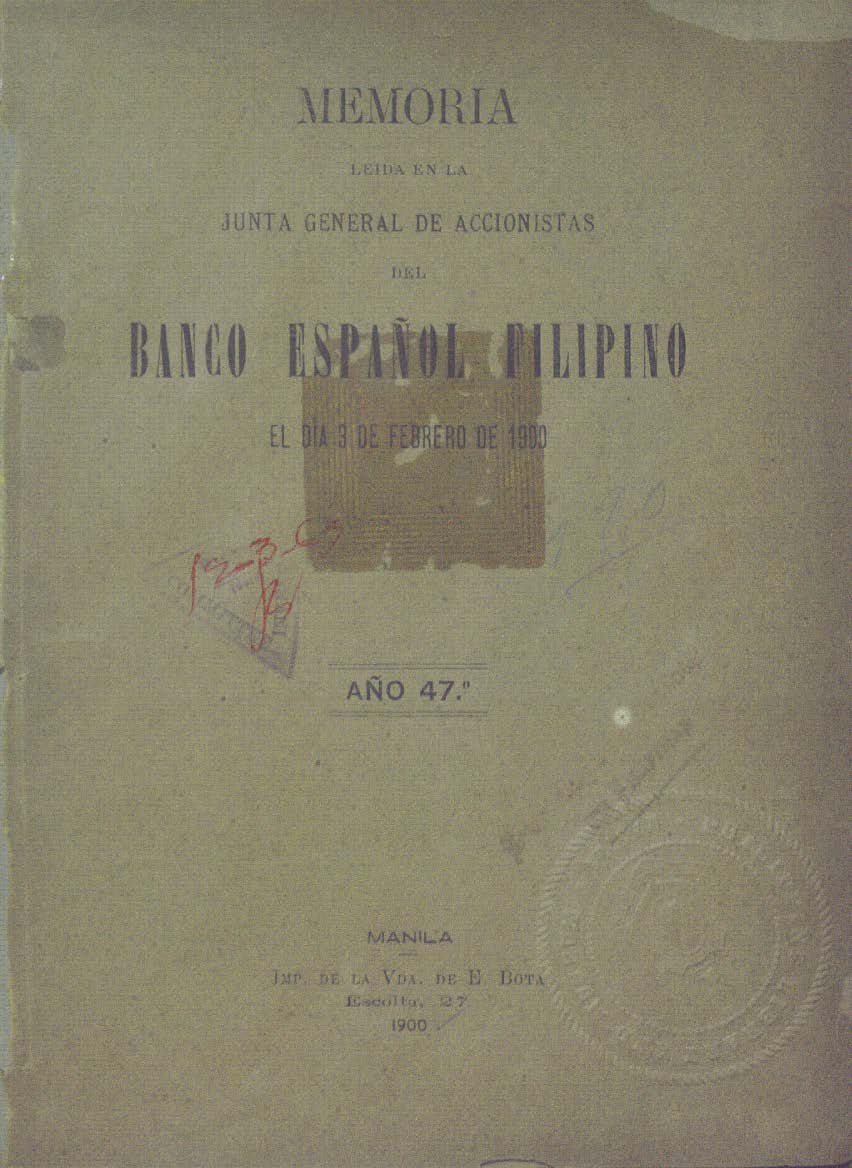 MEMORIA
LEIDA EN LA
JUNTA GENERAL DE ACCIONISTAS
DEL
BANCO ESPAÑOL FILIPINO
EL DÍA 3 DE FEBRERO DE 1900
AÑO 47.º
MANILA
IMP. DE LA VDA. DE E. BOTA
Escolta, 27
1900